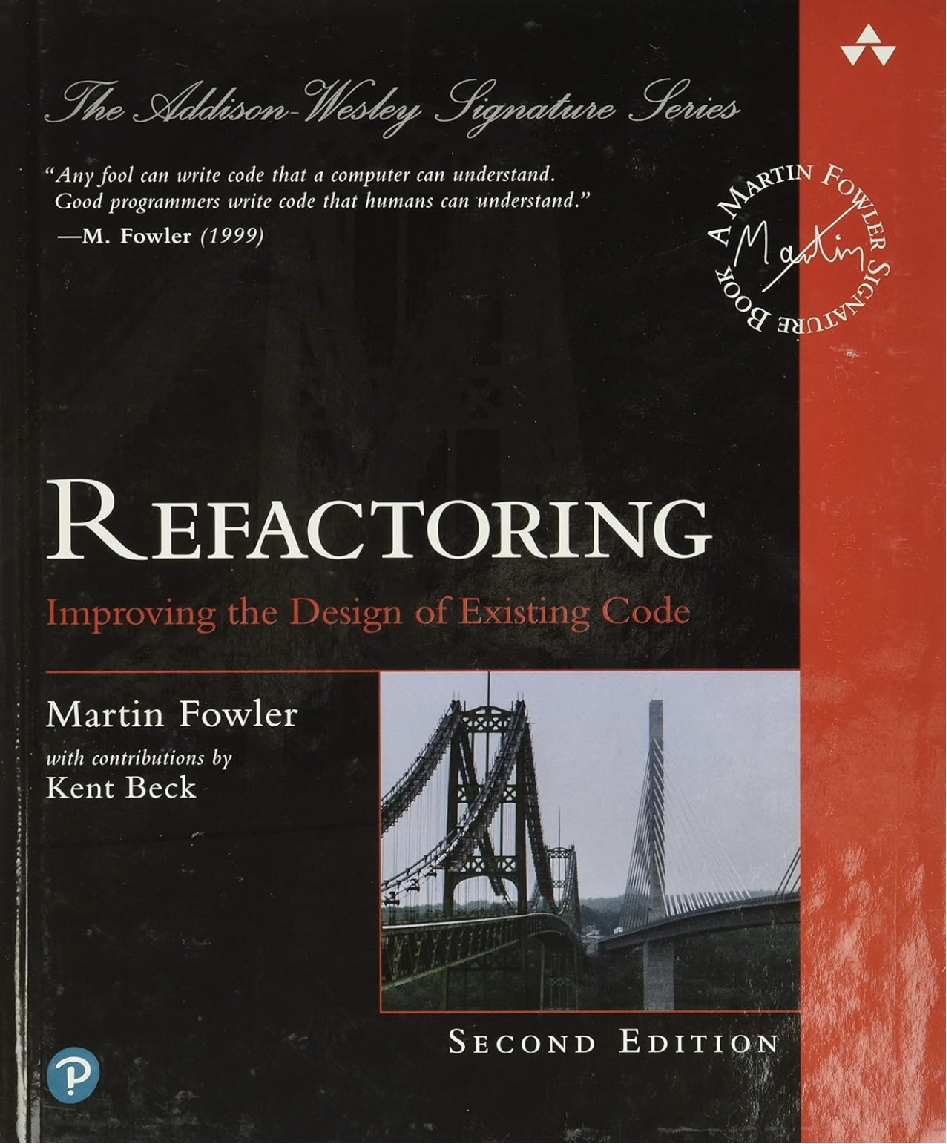 The Addison-Wesley Signature Series
“Any fool can write code that a computer can understand.
Good programmers write code that humans can understand.”
—M. Fowler (1999)
A MARTIN FOWLER SIGNATURE BOOK
Martin
REFACTORING
Improving the Design of Existing Code
Martin Fowler
with contributions by
Kent Beck
SECOND EDITION
P